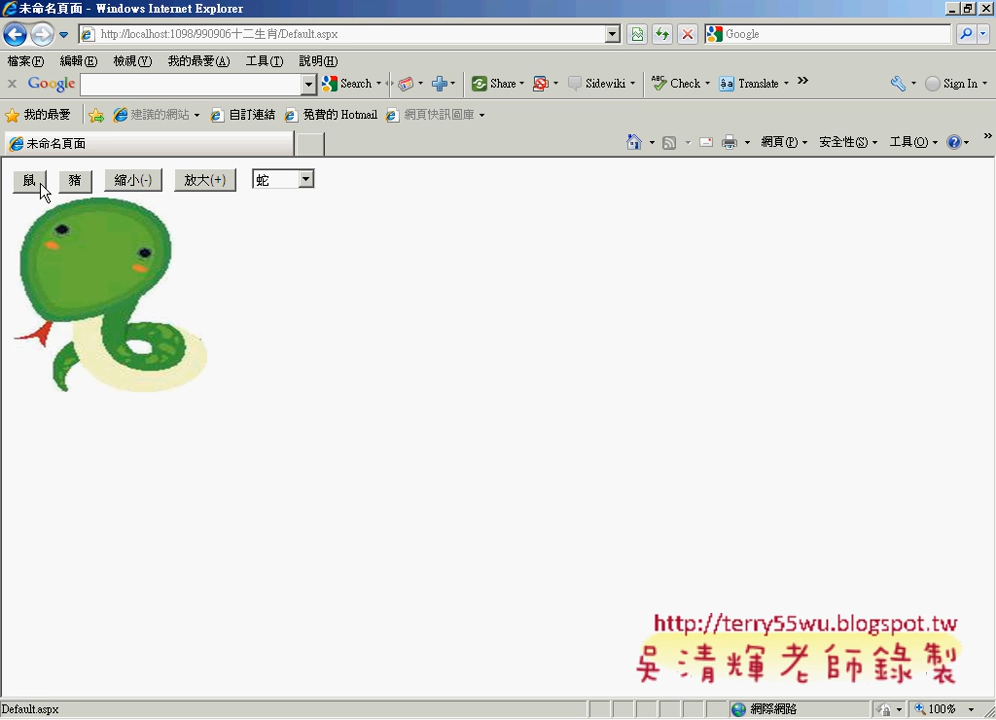 未命名頁面 - Windows Internet Explorer
http://localhost:1098/990906十二生肖/Default.aspx
Google
檔案(F) 編輯(E) 檢視(V) 我的最愛(A) 工具(T) 說明(H)
x Google Search Share Sidewiki ABC Check Translate Sign In
我的最愛 建議的網站 自訂連結 免費的 Hotmail 網頁快訊圖庫
未命名頁面 網頁(P) 安全性(S) 工具(O)
鼠 豬 縮小(-) 放大(+) 蛇
http://terry55wu.blogspot.tw
吳清輝老師錄製
Default.aspx 網際網路 100%